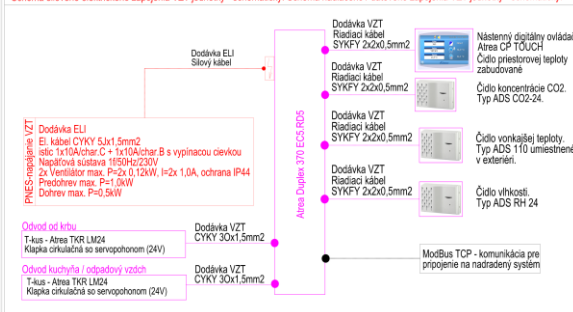 Dodávka VZT
Riadiaci kábel
SYKFY 2x2x0,5mm2
Nástenný digitálny ovládač
Atrea CP TOUCH
Čidlo priestorovej teploty
zabudované
Dodávka ELI
Silový kábel
Dodávka VZT
Riadiaci kábel
SYKFY 2x2x0,5mm2
Čidlo koncentrácie CO2.
Typ ADS CO2-24.
PNES-napájanie VZT
Dodávka ELI
El. kábel CYKY 5Jx1,5mm2
istic 1x10A/char.C + 1x10A/char.B s vypínacou cievkou
Napäťová sústava 1f/50Hz/230V
2x Ventilátor max. P=2x 0,12kW, I=2x 1,0A, ochrana IP44
Predohrev max. P=1,0kW
Dohrev max. P=0,5kW
Dodávka VZT
Riadiaci kábel
SYKFY 2x2x0,5mm2
Čidlo vonkajšej teploty.
Typ ADS 110 umiestnené
v exteriéri.
Atrea Duplex 370 EC5.RD5
Dodávka VZT
Riadiaci kábel
SYKFY 2x2x0,5mm2
Čidlo vlhkosti.
Typ ADS RH 24
Odvod od krbu
T-kus - Atrea TKR LM24
Klapka cirkulačná so servopohonom (24V)
Dodávka VZT
CYKY 3Ox1,5mm2
Odvod kuchyňa / odpadový vzdch
T-kus - Atrea TKR LM24
Klapka cirkulačná so servopohonom (24V)
Dodávka VZT
CYKY 3Ox1,5mm2
ModBus TCP - komunikácia pre
pripojenie na nadradený systém